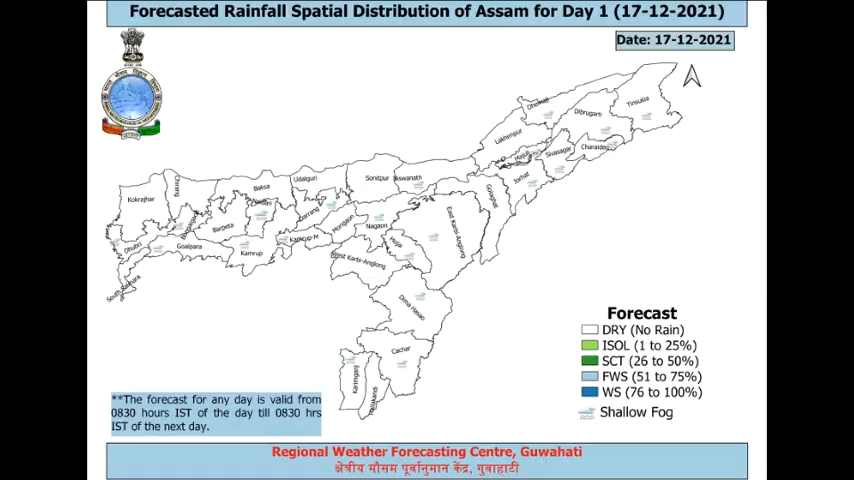 Forecasted Rainfall Spatial Distribution of Assam for Day 1 (17-12-2021)
Date: 17-12-2021
Tinsukia
Dhemaji
Dibrugarh
Lakhimpur
Charaideo
Sivasagar
Majuli
Jorhat
Golaghat
Udalguri
Sonitpur
Biswanath
Baksa
Chirang
Kokrajhar
Darrang
Morigaon
Nagaon
East Karbi-Anglong
Barpeta
Dhubri
Goalpara
Kamrup-M
Kamrup
Hojai
West Karbi-Anglong
South Salmara
Dima Hasao
Cachar
Karimganj
Hailakandi
Forecast
DRY (No Rain)
ISOL (1 to 25%)
SCT (26 to 50%)
FWS (51 to 75%)
WS (76 to 100%)
Shallow Fog
**The forecast for any day is valid from
0830 hours IST of the day till 0830 hrs
IST of the next day.
Regional Weather Forecasting Centre, Guwahati
क्षेत्रीय मौसम पूर्वानुमान केंद्र, गुवाहाटी